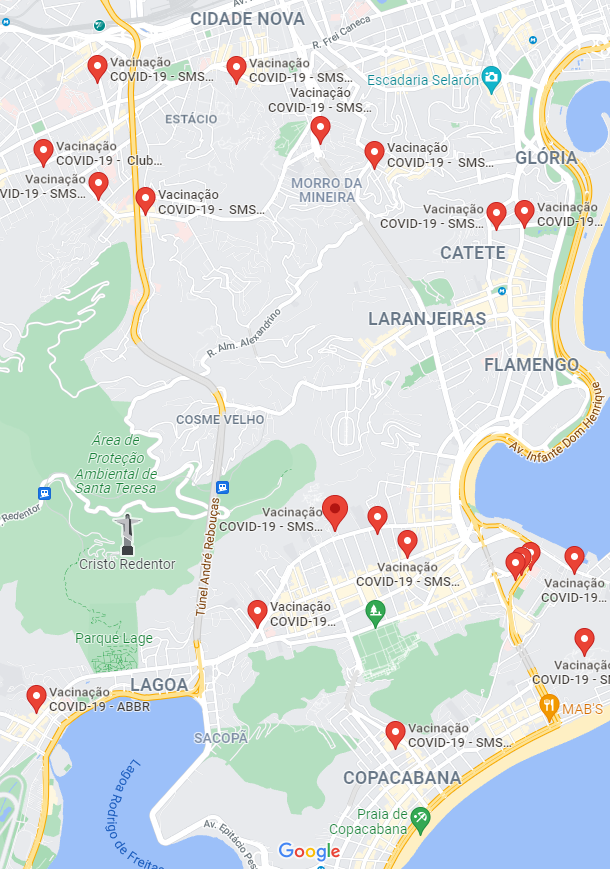 CIDADE NOVA
R. Frei Caneca
Vacinação
COVID-19 - SMS...
Vacinação
COVID-19 - SMS...
Vacinação
COVID-19 - SMS...
Escadaria Selarón
ESTÁCIO
Vacinação
COVID-19 - Club...
Vacinação
COVID-19 - SMS...
GLÓRIA
Vacinação
VID-19 - SMS...
MORRO DA
MINEIRA
Vacinação
COVID-19 - SMS...
Vacinação
COVID-19 - SMS...
Vacinação
COVID-19...
CATETE
LARANJEIRAS
R. Alm. Alexandrino
FLAMENGO
COSME VELHO
Av. Infante Dom Henrique
Área de
Proteção
Ambiental de
Santa Teresa
Redentor
Túnel André Rebouças
Vacinação
COVID-19 - SMS...
Cristo Redentor
Vacinação
COVID-19 - SMS...
Vacinação
COVID-19...
Vacinação
COVID-19...
Parque Lage
Vacinaçã
COVID-19 - SM
LAGOA
Vacinação
COVID-19 - ABBR
MAB'S
SACOPÃ
Vacinação
COVID-19 - SMS...
COPACABANA
Lagoa Rodrigo de Freitas
Praia de
Copacabana
Av. Epitácio Pes
Google